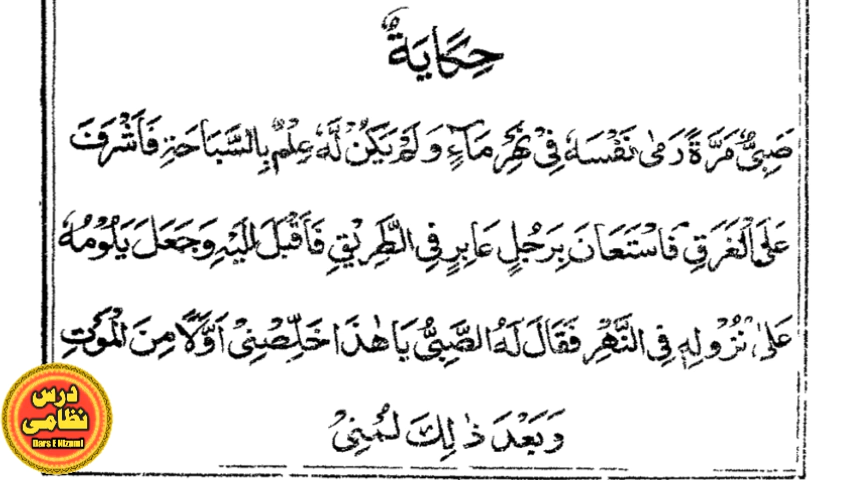 حِكَايَةٌ
صَبِىٌّ مَرَّةً رَمٰى نَفْسَهٗ فِىْ نَهْرِ مَاءٍ وَلَمْ يَكُنْ لَهٗ عِلْمٌ بِالسَّبَاحَةِ فَاَشْرَفَ
عَلَى الْغَرَقِ فَاسْتَعَانَ بِرَجُلٍ عَابِرٍ فِى الطَّرِيْقِ فَاَقْبَلَ اِلَيْهِ وَجَعَلَ يَلُوْمُهٗ
عَلٰى نُزُوْلِهٖ فِى النَّهْرِ فَقَالَ لَهُ الصَّبِىُّ يَا هٰذَا خَلِّصْنِىْ اَوَّلًا مِنَ الْمَوْتِ
وَبَعْدَ ذٰلِكَ لُمْنِىْ
درس
نظامی
Dars E Nizami